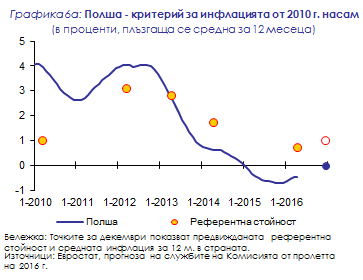 Графика 6а: Полша - критерий за инфлацията от 2010 г. насам
(в проценти, плъзгаща се средна за 12 месеца)
5
4
3
2
1
0
-1
1-2010 1-2011 1-2012 1-2013 1-2014 1-2015 1-2016
Полша Референтна стойност
Бележка: Точките за декември показват предвижданата референтна
стойност и средната инфлация за 12 м. в страната.
Източници: Евростат, прогноза на службите на Комисията от пролетта
на 2016 г.